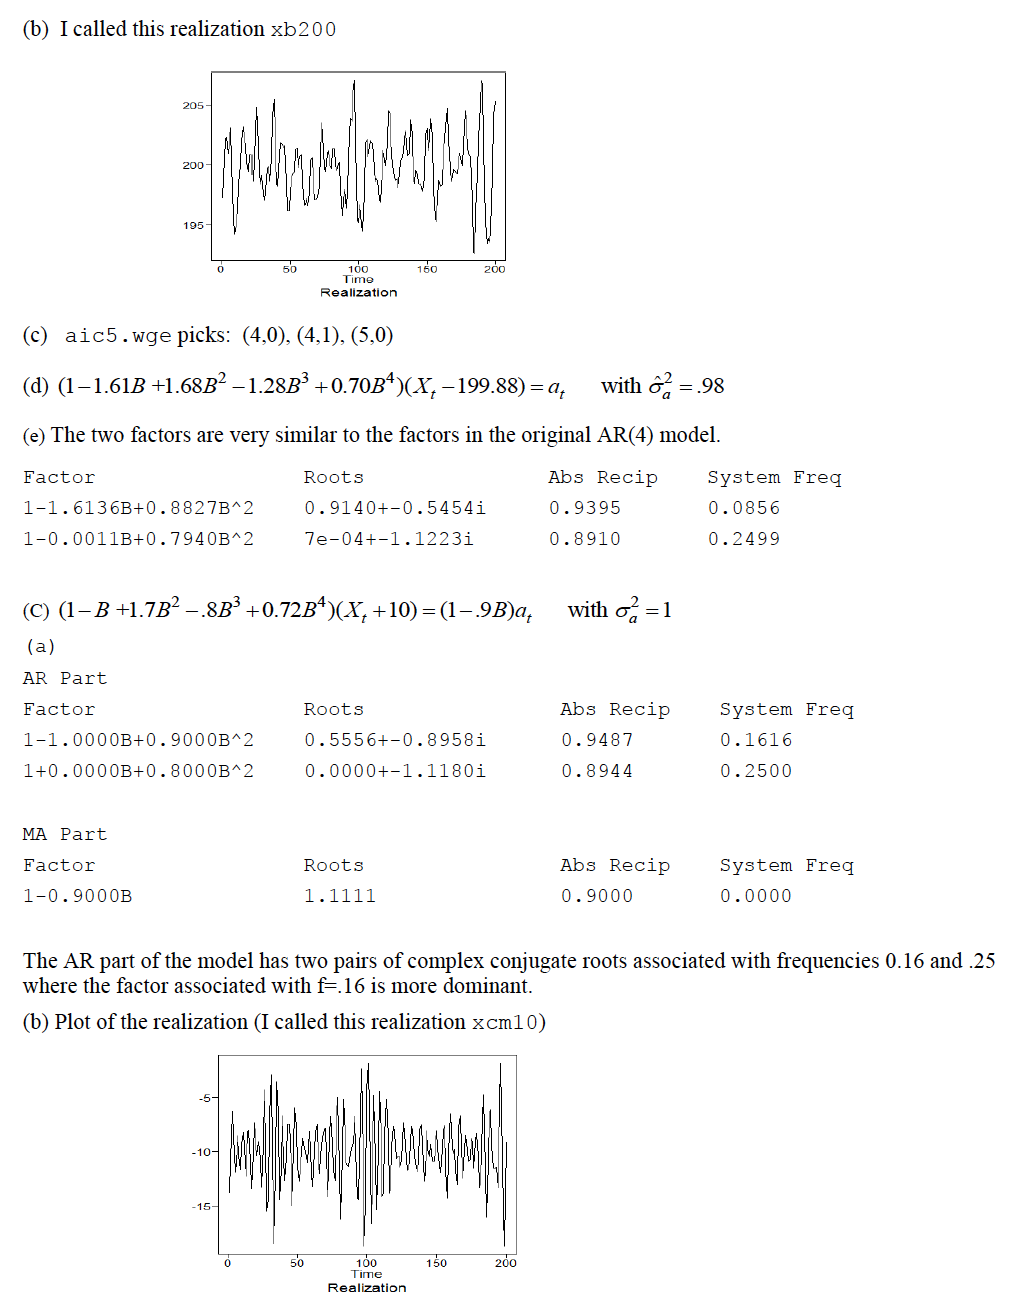 (b) I called this realization xb200
205
200
195
0 50 100 150 200
Time
Realization
(c) aic5.wge picks: (4,0), (4,1), (5,0)
(d) (1−1.61B +1.68B² −1.28B³ +0.70B⁴)(Xₜ −199.88) = aₜ with σ̂ₐ² =.98
(e) The two factors are very similar to the factors in the original AR(4) model.
Factor Roots Abs Recip System Freq
1-1.6136B+0.8827B^2 0.9140+-0.5454i 0.9395 0.0856
1-0.0011B+0.7940B^2 7e-04+-1.1223i 0.8910 0.2499
(C) (1−B +1.7B² −.8B³ +0.72B⁴)(Xₜ +10) = (1−.9B)aₜ with σₐ² =1
(a)
AR Part
Factor Roots Abs Recip System Freq
1-1.0000B+0.9000B^2 0.5556+-0.8958i 0.9487 0.1616
1+0.0000B+0.8000B^2 0.0000+-1.1180i 0.8944 0.2500
MA Part
Factor Roots Abs Recip System Freq
1-0.9000B 1.1111 0.9000 0.0000
The AR part of the model has two pairs of complex conjugate roots associated with frequencies 0.16 and .25
where the factor associated with f=.16 is more dominant.
(b) Plot of the realization (I called this realization xcm10)
-5
-10
-15
0 50 100 150 200
Time
Realization